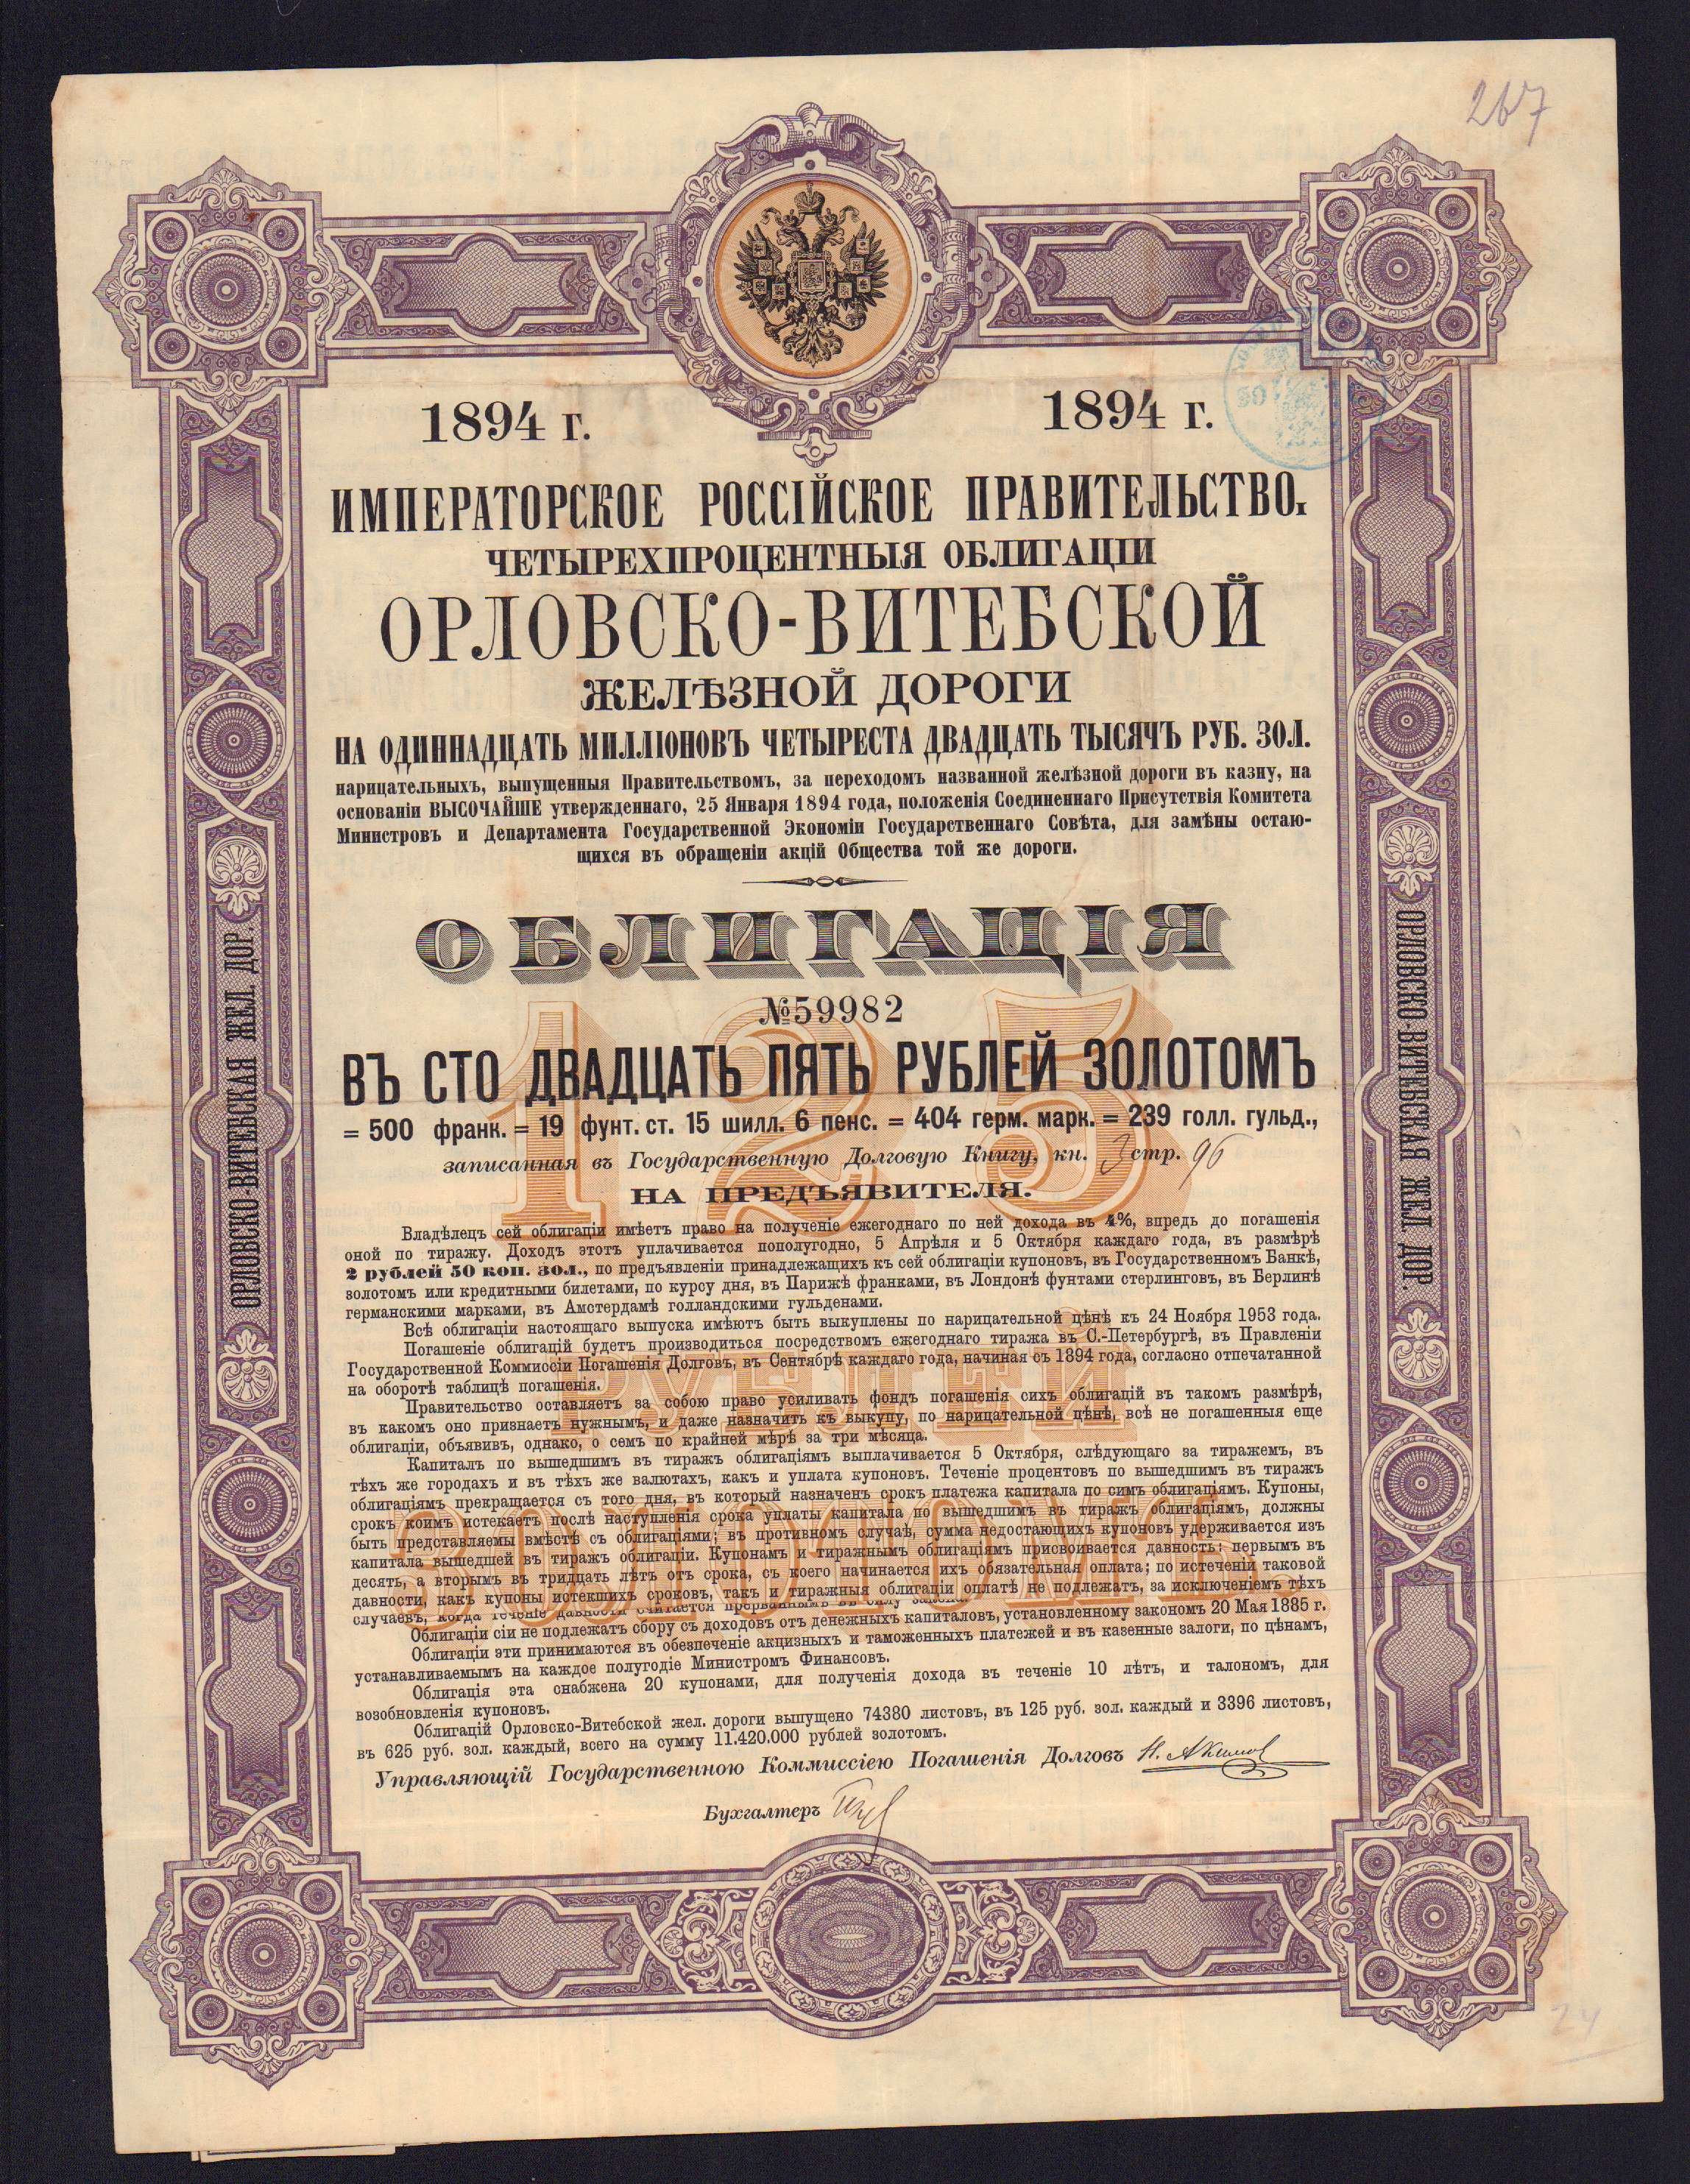 267
1894 г. 1894 г.
ИМПЕРАТОРСКОЕ РОССІЙСКОЕ ПРАВИТЕЛЬСТВО.
ЧЕТЫРЕХПРОЦЕНТНЫЯ ОБЛИГАЦІИ
ОРЛОВСКО-ВИТЕБСКОЙ
ЖЕЛѢЗНОЙ ДОРОГИ
НА ОДИННАДЦАТЬ МИЛЛІОНОВЪ ЧЕТЫРЕСТА ДВАДЦАТЬ ТЫСЯЧЪ РУБ. ЗОЛ.
нарицательныхъ, выпущенныя Правительствомъ, за переходомъ названной желѣзной дороги въ казну, на
основаніи ВЫСОЧАЙШЕ утвержденнаго, 25 Января 1894 года, положенія Соединеннаго Присутствія Комитета
Министровъ и Департамента Государственной Экономіи Государственнаго Совѣта, для замѣны остаю-
щихся въ обращеніи акцій Общества той же дороги.
ОБЛИГАЦІЯ
№59982
125
РУБЛЕЙ
ЗОЛОТОМЪ.
ВЪ СТО ДВАДЦАТЬ ПЯТЬ РУБЛЕЙ ЗОЛОТОМЪ
= 500 франк. = 19 фунт. ст. 15 шилл. 6 пенс. = 404 герм. марк. = 239 голл. гульд.,
записанная въ Государственную Долговую Книгу, кн. 3 стр. 96
НА ПРЕДЪЯВИТЕЛЯ.
Владѣлецъ сей облигаціи имѣетъ право на полученіе ежегоднаго по ней дохода въ 4%, впредь до погашенія
оной по тиражу. Доходъ этотъ уплачивается пополугодно, 5 Апрѣля и 5 Октября каждаго года, въ размѣрѣ
2 рублей 50 коп. зол., по предъявленіи принадлежащихъ къ сей облигаціи купоновъ, въ Государственномъ Банкѣ,
золотомъ или кредитными билетами, по курсу дня, въ Парижѣ франками, въ Лондонѣ фунтами стерлинговъ, въ Берлинѣ
германскими марками, въ Амстердамѣ голландскими гульденами.
Всѣ облигаціи настоящаго выпуска имѣютъ быть выкуплены по нарицательной цѣнѣ къ 24 Ноября 1953 года.
Погашеніе облигацій будетъ производиться посредствомъ ежегоднаго тиража въ С.-Петербургѣ, въ Правленіи
Государственной Коммиссіи Погашенія Долговъ, въ Сентябрѣ каждаго года, начиная съ 1894 года, согласно отпечатанной
на оборотѣ таблицѣ погашенія.
Правительство оставляетъ за собою право усиливать фондъ погашенія сихъ облигацій въ такомъ размѣрѣ,
въ какомъ оно признаетъ нужнымъ, и даже назначить къ выкупу, по нарицательной цѣнѣ, всѣ не погашенныя еще
облигаціи, объявивъ, однако, о семъ по крайней мѣрѣ за три мѣсяца.
Капиталъ по вышедшимъ въ тиражъ облигаціямъ выплачивается 5 Октября, слѣдующаго за тиражемъ, въ
тѣхъ же городахъ и въ тѣхъ же валютахъ, какъ и уплата купоновъ. Теченіе процентовъ по вышедшимъ въ тиражъ
облигаціямъ прекращается съ того дня, въ который назначенъ срокъ платежа капитала по симъ облигаціямъ. Купоны,
срокъ коимъ истекаетъ послѣ наступленія срока уплаты капитала по вышедшимъ въ тиражъ облигаціямъ, должны
быть представляемы вмѣстѣ съ облигаціями; въ противномъ случаѣ, сумма недостающихъ купоновъ удерживается изъ
капитала вышедшей въ тиражъ облигаціи. Купонамъ и тиражнымъ облигаціямъ присвоивается давность: первымъ въ
десять, а вторымъ въ тридцать лѣтъ отъ срока, съ коего начинается ихъ обязательная оплата; по истеченіи таковой
давности, какъ купоны истекшихъ сроковъ, такъ и тиражныя облигаціи оплатѣ не подлежатъ, за исключеніемъ тѣхъ
случаевъ, когда теченіе давности считается прерваннымъ въ силу закона.
Облигаціи сіи не подлежатъ сбору съ доходовъ отъ денежныхъ капиталовъ, установленному закономъ 20 Мая 1885 г.
Облигаціи эти принимаются въ обезпеченіе акцизныхъ и таможенныхъ платежей и въ казенные залоги, по цѣнамъ,
устанавливаемымъ на каждое полугодіе Министромъ Финансовъ.
Облигація эта снабжена 20 купонами, для полученія дохода въ теченіе 10 лѣтъ, и талономъ, для
возобновленія купоновъ.
Облигацій Орловско-Витебской жел. дороги выпущено 74380 листовъ, въ 125 руб. зол. каждый и 3396 листовъ,
въ 625 руб. зол. каждый, всего на сумму 11.420.000 рублей золотомъ.
Управляющій Государственною Коммиссіею Погашенія Долговъ Н. Акимов
Бухгалтеръ
ОРЛОВСКО-ВИТЕБСКАЯ ЖЕЛ. ДОР.
ОРЛОВСКО-ВИТЕБСКАЯ ЖЕЛ. ДОР.
24